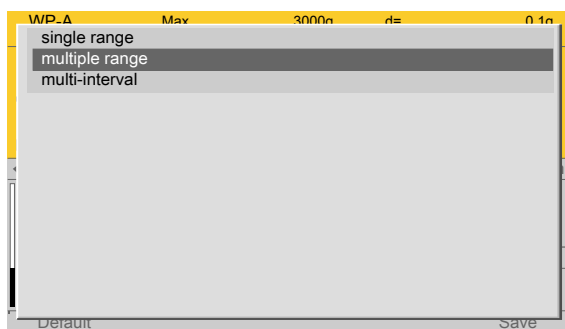 WP-A Max 3000g d= 0.1g
single range
multiple range
multi-interval
Default Save